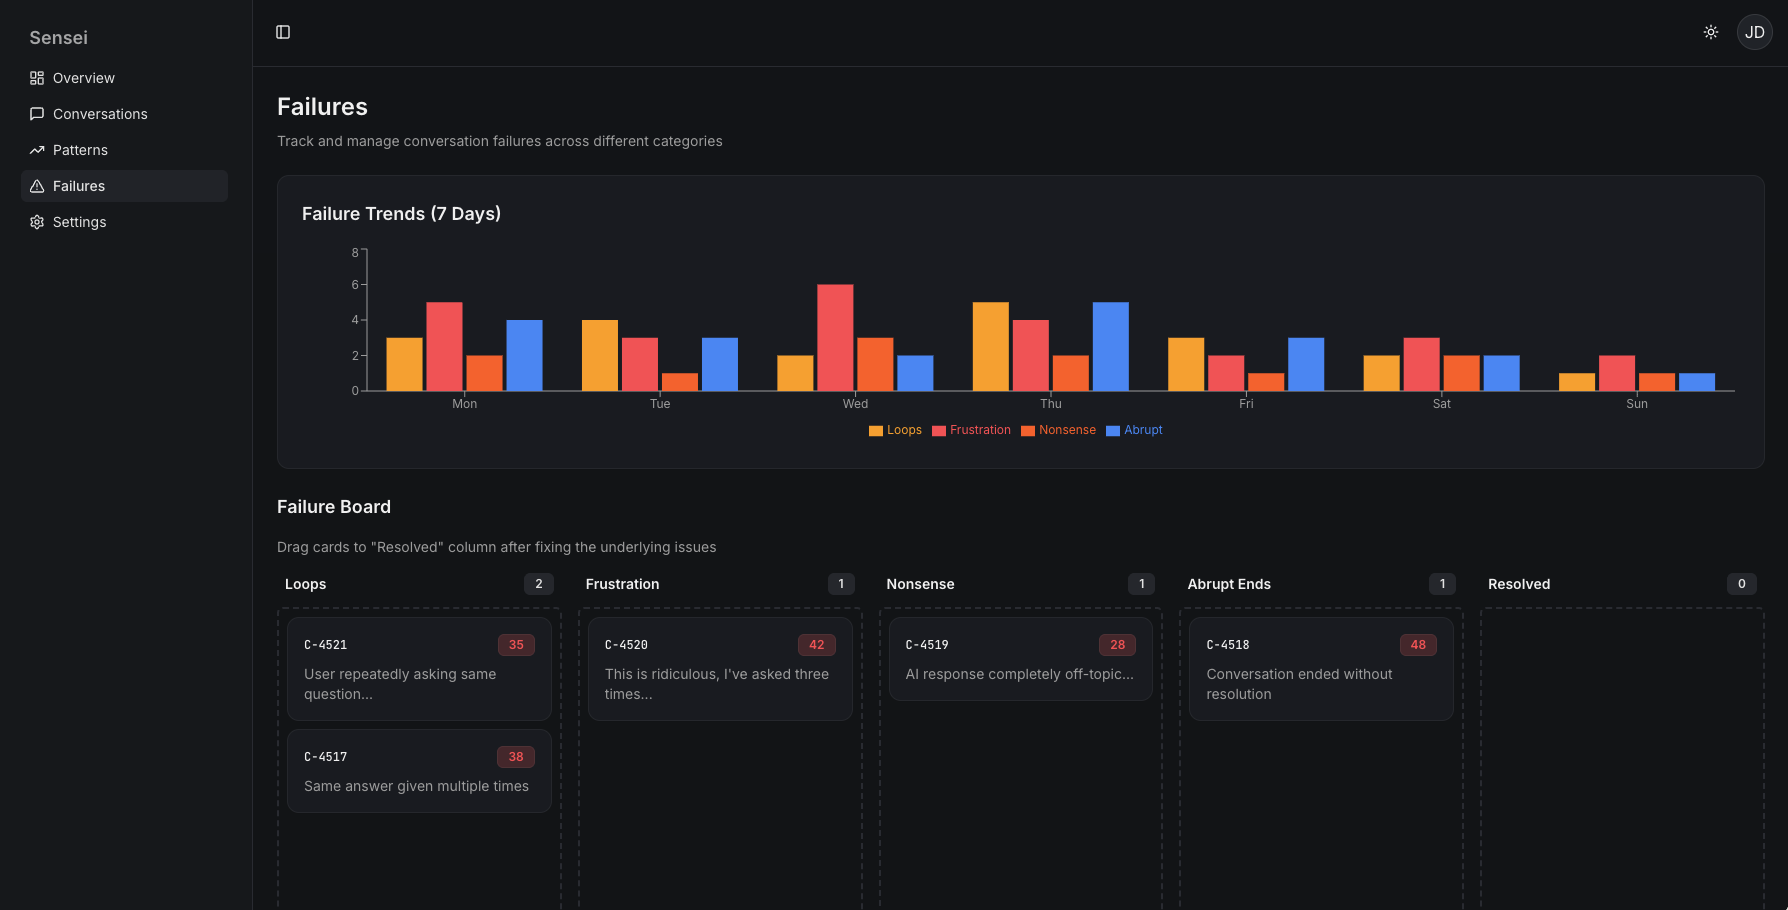 Sensei
Overview
Conversations
Patterns
Failures
Settings
JD
Failures
Track and manage conversation failures across different categories
Failure Trends (7 Days)
8
6
4
2
0
Mon Tue Wed Thu Fri Sat Sun
Loops Frustration Nonsense Abrupt
Failure Board
Drag cards to "Resolved" column after fixing the underlying issues
Loops 2
C-4521 35
User repeatedly asking same
question...
C-4517 38
Same answer given multiple times
Frustration 1
C-4520 42
This is ridiculous, I've asked three
times...
Nonsense 1
C-4519 28
AI response completely off-topic...
Abrupt Ends 1
C-4518 48
Conversation ended without
resolution
Resolved 0